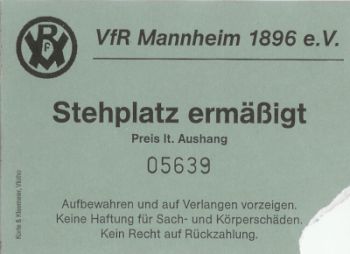 VfR Mannheim 1896 e.V.
Stehplatz ermäßigt
Preis lt. Aushang
05639
Aufbewahren und auf Verlangen vorzeigen.
Keine Haftung für Sach- und Körperschäden.
Kein Recht auf Rückzahlung.